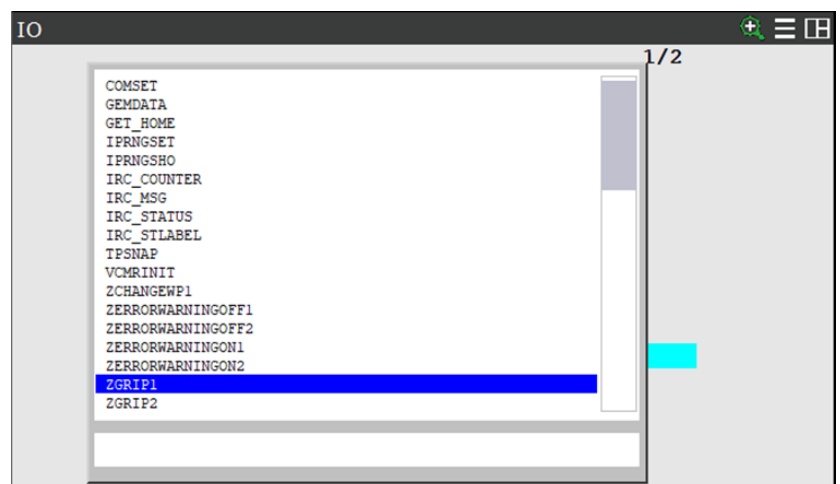 IO
1/2
COMSET
GEMDATA
GET_HOME
IPRNGSET
IPRNGSHO
IRC_COUNTER
IRC_MSG
IRC_STATUS
IRC_STLABEL
TPSNAP
VCMRINIT
ZCHANGEWP1
ZERRORWARNINGOFF1
ZERRORWARNINGOFF2
ZERRORWARNINGON1
ZERRORWARNINGON2
ZGRIP1
ZGRIP2